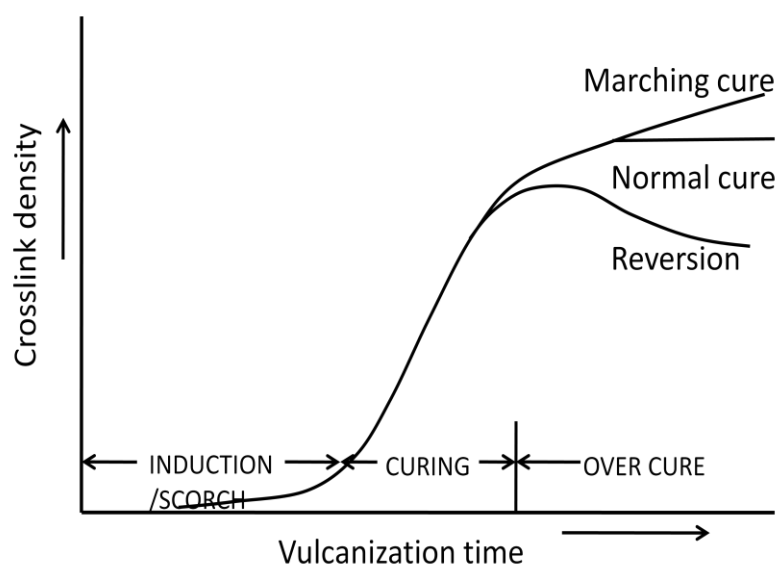 Marching cure
Normal cure
Reversion
Crosslink density
INDUCTION
/SCORCH
CURING
OVER CURE
Vulcanization time